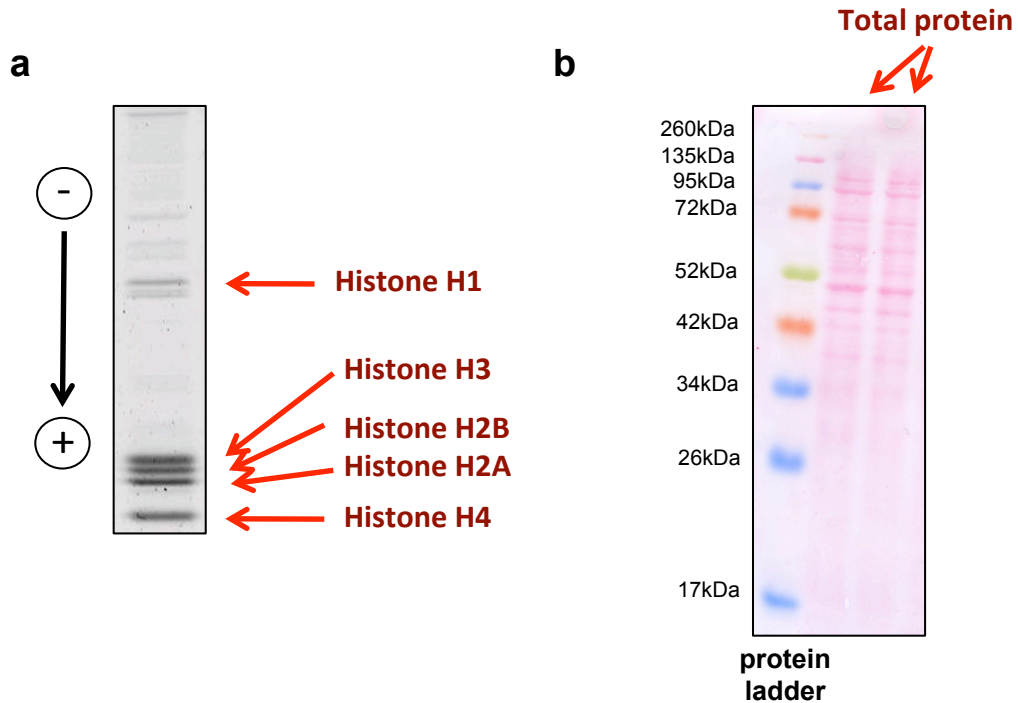 a
-
+
Histone H1
Histone H3
Histone H2B
Histone H2A
Histone H4
b
Total protein
260kDa
135kDa
95kDa
72kDa
52kDa
42kDa
34kDa
26kDa
17kDa
protein
ladder